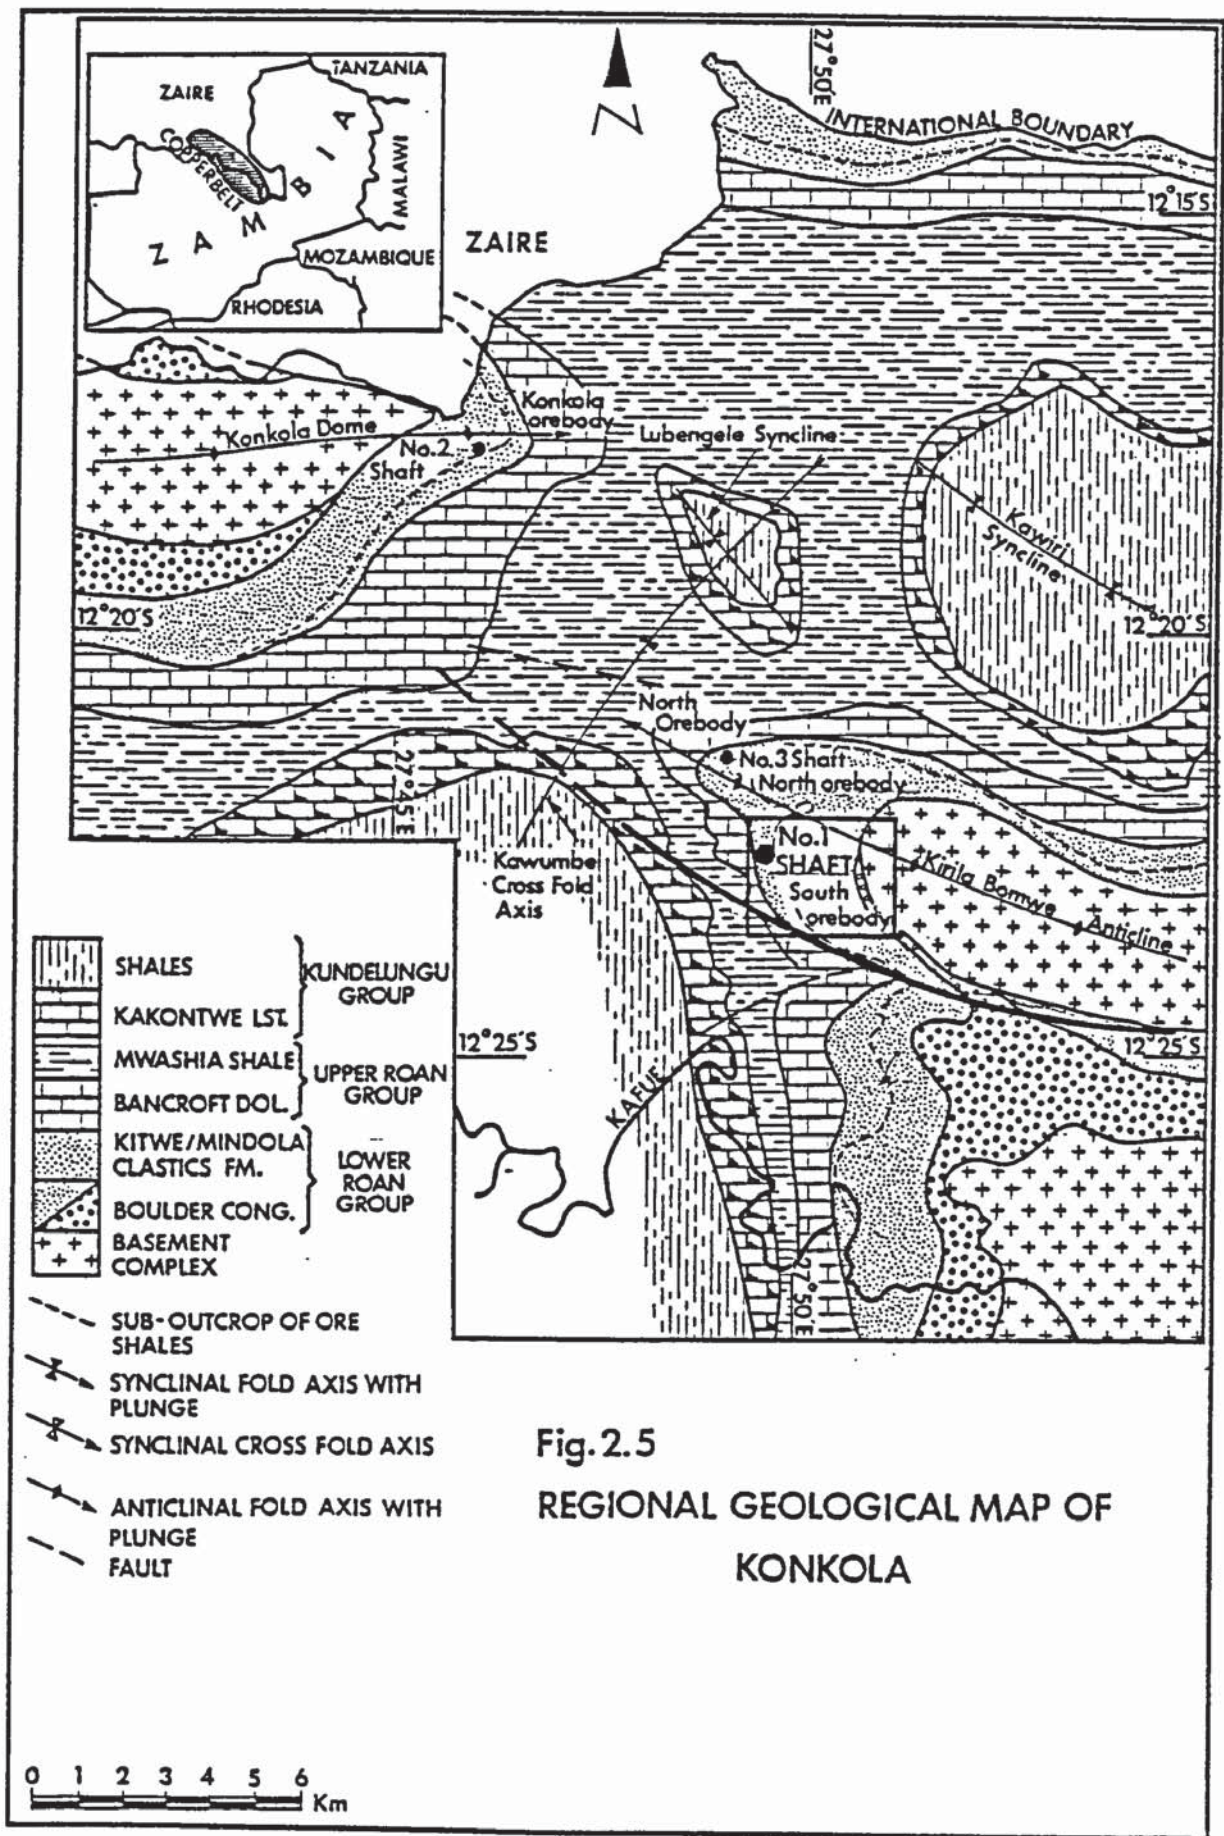 TANZANIA
ZAIRE
COPPERBELT
ZAMBIA
MALAWI
MOZAMBIQUE
RHODESIA
N
27°50'E
INTERNATIONAL BOUNDARY
12°15'S
ZAIRE
Konkola
orebody
Konkola Dome
No.2
Shaft
Lubengele Syncline
Kawiri
Syncline
12°20'S
12°20'S
North
Orebody
No.3 Shaft
North orebody
27°45'E
No.1
SHAFT
South
orebody
Kirila Bomwe Anticline
Kawumbe
Cross Fold
Axis
12°25'S
12°25'S
KAFUE
27°50'E
SHALES
KAKONTWE LST.
KUNDELUNGU
GROUP
MWASHIA SHALE
BANCROFT DOL.
UPPER ROAN
GROUP
KITWE/MINDOLA
CLASTICS FM.
BOULDER CONG.
LOWER
ROAN
GROUP
BASEMENT
COMPLEX
SUB-OUTCROP OF ORE
SHALES
SYNCLINAL FOLD AXIS WITH
PLUNGE
SYNCLINAL CROSS FOLD AXIS
ANTICLINAL FOLD AXIS WITH
PLUNGE
FAULT
Fig.2.5
REGIONAL GEOLOGICAL MAP OF
KONKOLA
0 1 2 3 4 5 6
Km